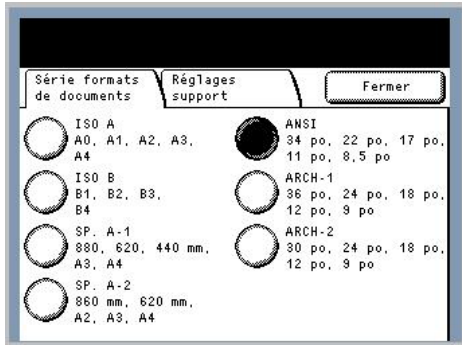 Série formats
de documents
Réglages
support
Fermer
ISO A
A0, A1, A2, A3,
A4
ISO B
B1, B2, B3,
B4
SP. A-1
880, 620, 440 mm,
A3, A4
SP. A-2
860 mm, 620 mm,
A2, A3, A4
ANSI
34 po, 22 po, 17 po,
11 po, 8,5 po
ARCH-1
36 po, 24 po, 18 po,
12 po, 9 po
ARCH-2
30 po, 24 po, 18 po,
12 po, 9 po